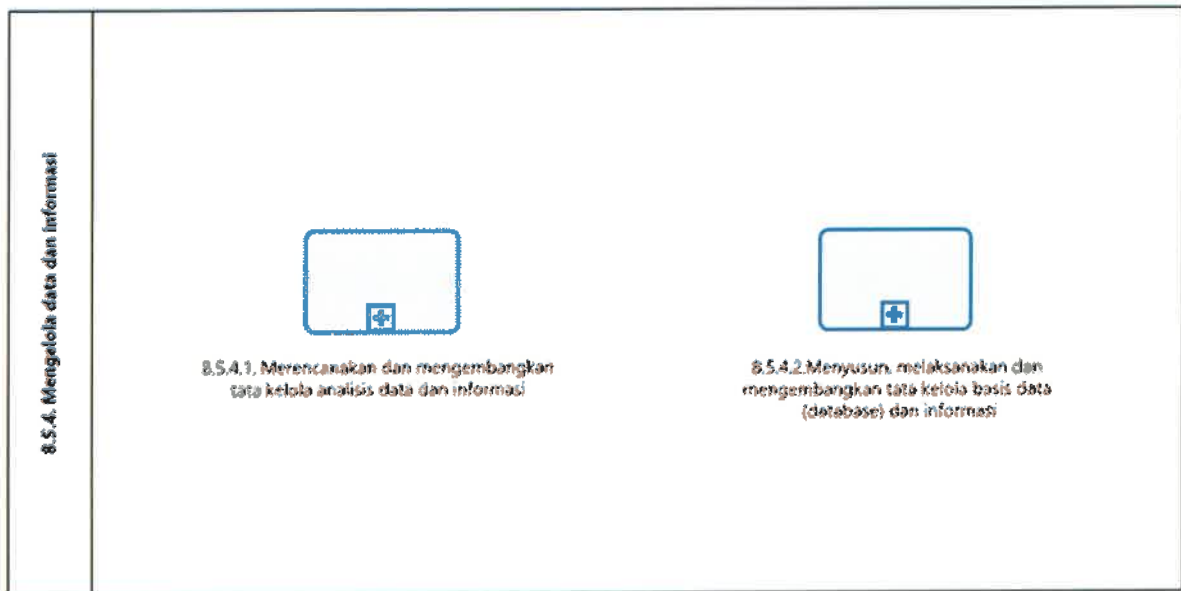 8.5.4. Mengelola data dan informasi
8.5.4.1. Merencanakan dan mengembangkan
tata kelola analisis data dan informasi
8.5.4.2.Menyusun, melaksanakan dan
mengembangkan tata kelola basis data
(database) dan informasi